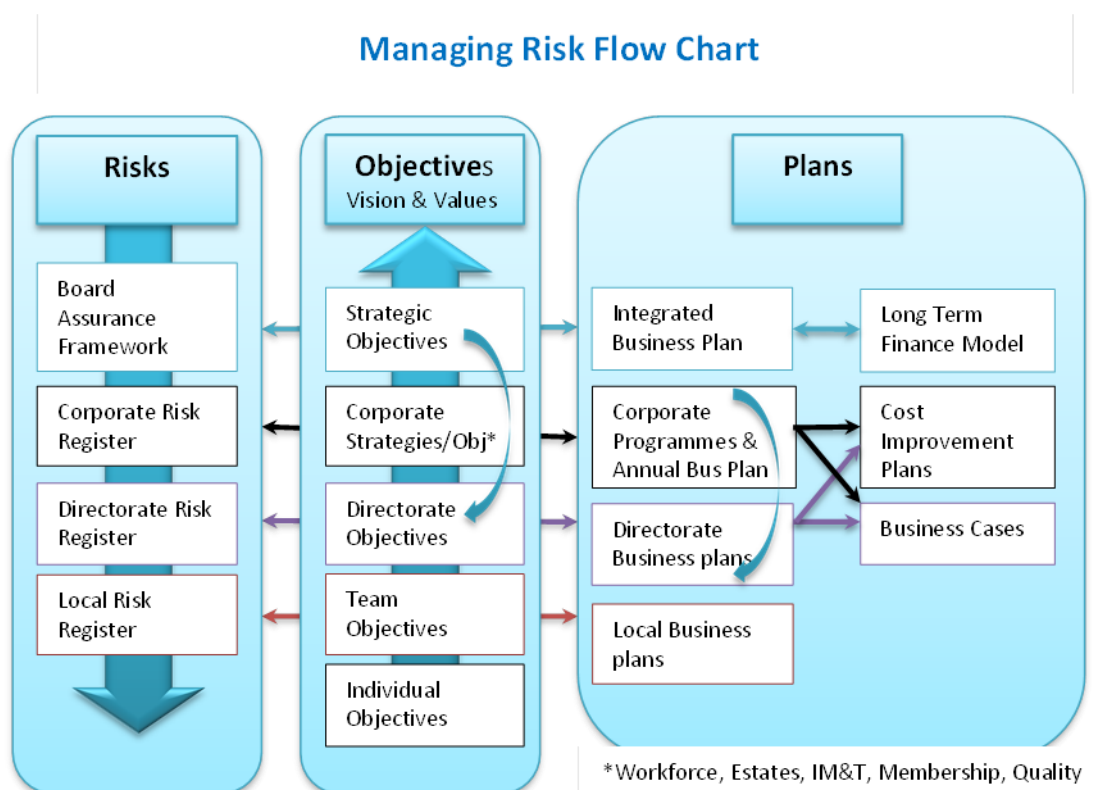 Managing Risk Flow Chart
Risks
Board
Assurance
Framework
Corporate Risk
Register
Directorate Risk
Register
Local Risk
Register
Objectives
Vision & Values
Strategic
Objectives
Corporate
Strategies/Obj*
Directorate
Objectives
Team
Objectives
Individual
Objectives
Plans
Integrated
Business Plan
Long Term
Finance Model
Corporate
Programmes &
Annual Bus Plan
Cost
Improvement
Plans
Directorate
Business plans
Business Cases
Local Business
plans
*Workforce, Estates, IM&T, Membership, Quality